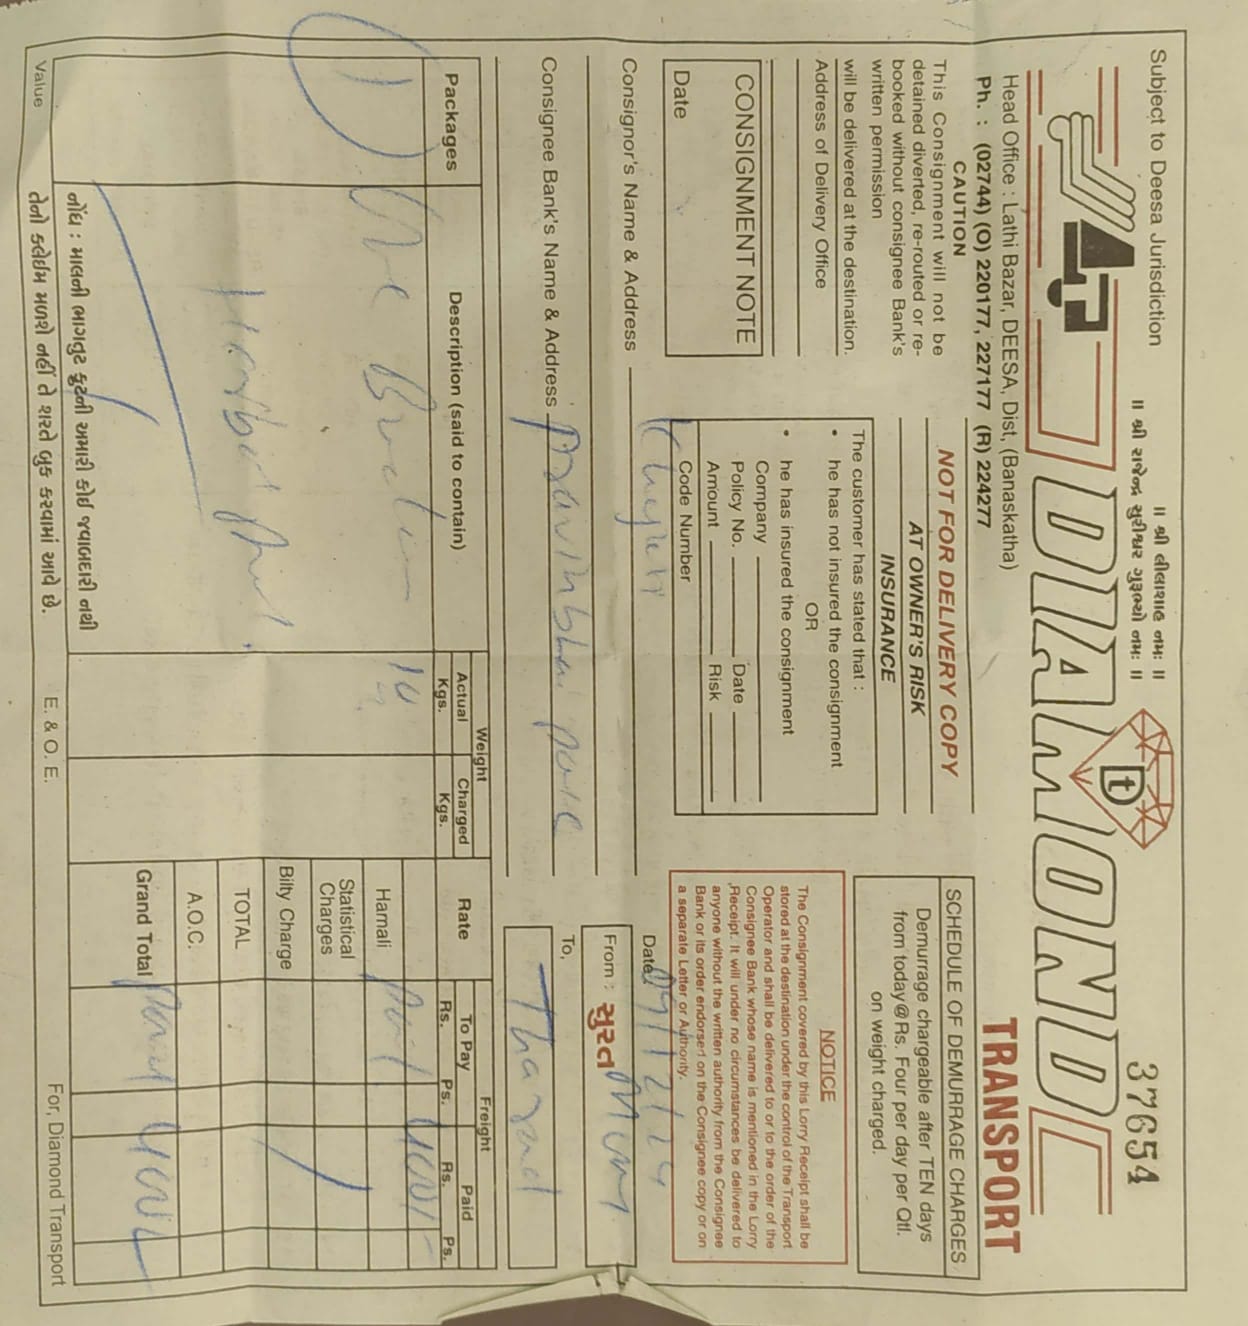 Subject to Deesa Jurisdiction
॥ શ્રી લીલાશાહ નમઃ ॥
॥ શ્રી રાજેન્દ્ર સુરીશ્વર ગુરૂભ્યો નમઃ ॥
37654
DIAMOND
TRANSPORT
Head Office : Lathi Bazar, DEESA, Dist, (Banaskatha)
Ph. : (02744) (O) 220177, 227177 (R) 224277
CAUTION
This Consignment will not be
detained diverted, re-routed or re-
booked without consignee Bank's
written permission
will be delivered at the destination.
Address of Delivery Office
CONSIGNMENT NOTE
Date
NOT FOR DELIVERY COPY
AT OWNER'S RISK
INSURANCE
The customer has stated that :
• he has not insured the consignment
OR
• he has insured the consignment
Company
Policy No. Date
Amount Risk
Code Number
SCHEDULE OF DEMURRAGE CHARGES
Demurrage chargeable after TEN days
from today@Rs. Four per day per Qtl.
on weight charged.
NOTICE
The Consignment covered by this Lorry Receipt shall be
stored at the destination under the control of the Transport
Operator and shall be delivered to or to the order of the
Consignee Bank whose name is mentioned in the Lorry
Receipt. It will under no circumstances be delivered to
anyone without the written authority from the Consignee
Bank or its order endorsed on the Consignee copy or on
a separate Letter or Authority.
Consignor's Name & Address
Date
From : સુરત
Consignee Bank's Name & Address
To, Tharad
Packages
Description (said to contain)
Weight
Actual Kgs.
Charged Kgs.
Rate
Freight
To Pay
Rs. Ps.
Paid
Rs. Ps.
Hamali
Statistical Charges
Bilty Charge
TOTAL
A.O.C.
Grand Total
નોંધ : માલની ભાગતુટ ફુટની અમારી કોઈ જવાબદારી નથી
Value
તેનો કલેઈમ મળશે નહીં તે શરતે બુક કરવામાં આવે છે.
E. & O. E.
For, Diamond Transport